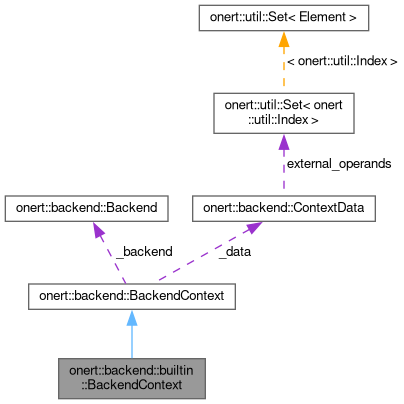 onert::util::Set< Element >
< onert::util::Index >
onert::util::Set< onert
::util::Index >
external_operands
onert::backend::Backend
onert::backend::ContextData
_backend
_data
onert::backend::BackendContext
onert::backend::builtin
::BackendContext